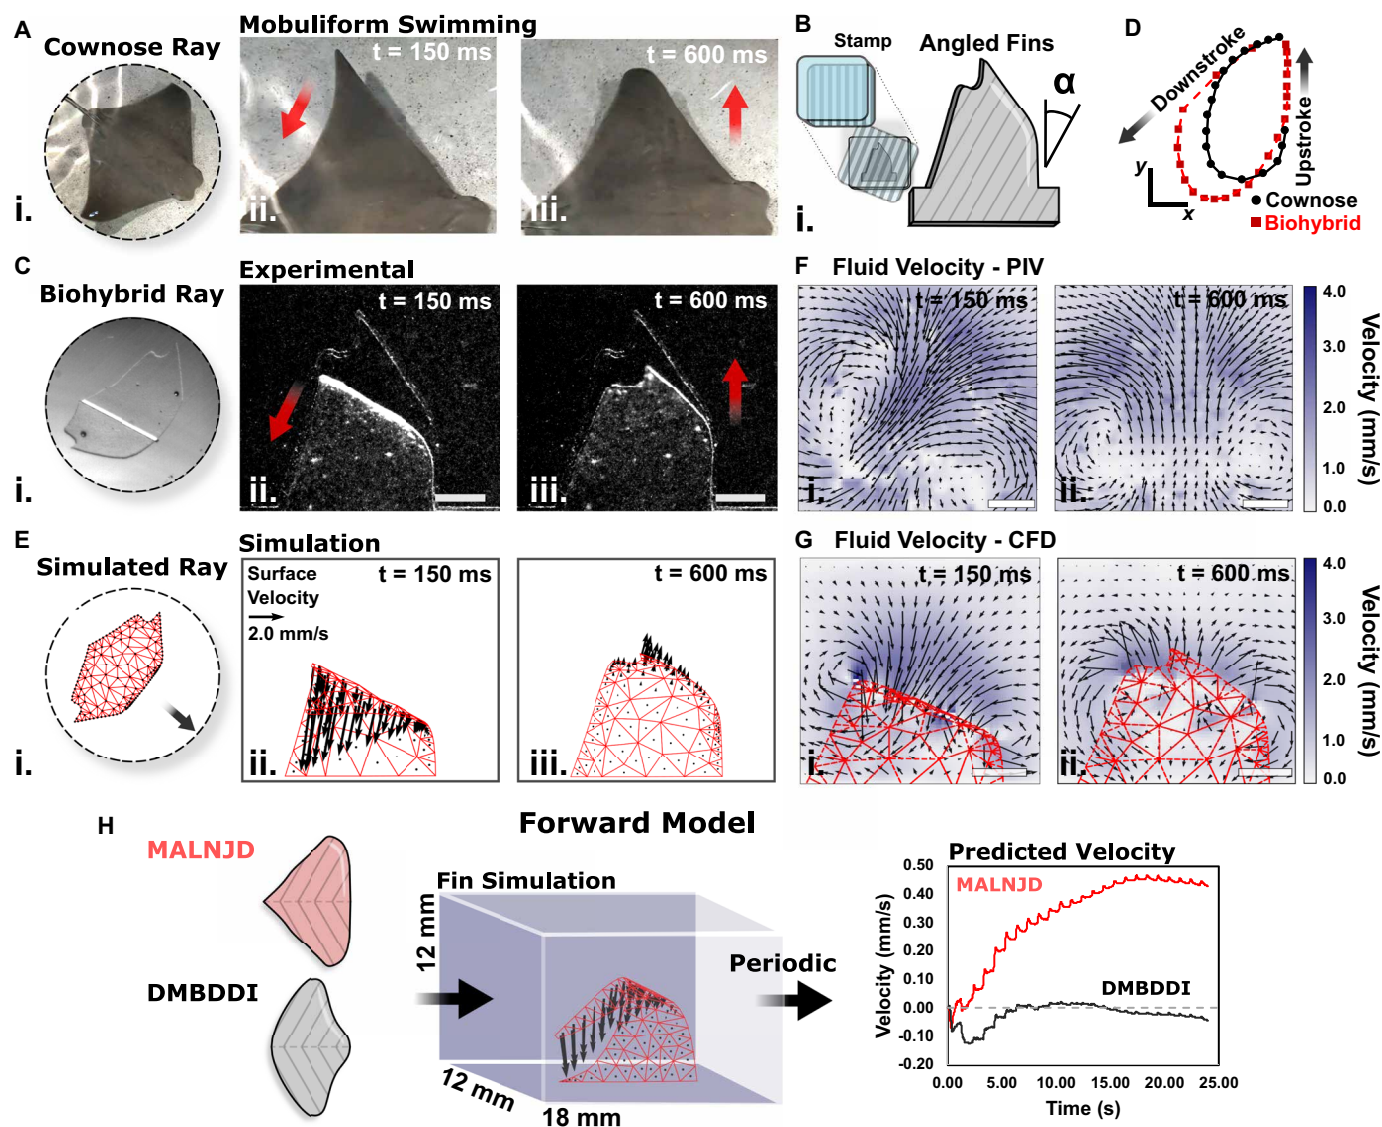 A
Cownose Ray
i.
Mobuliform Swimming
t = 150 ms
ii.
t = 600 ms
iii.
B
Stamp
Angled Fins
α
i.
D
Downstroke
Upstroke
y
x
Cownose
Biohybrid
C
Biohybrid Ray
i.
Experimental
t = 150 ms
ii.
t = 600 ms
iii.
F
Fluid Velocity - PIV
t = 150 ms
i.
t = 600 ms
ii.
4.0
3.0
2.0
1.0
0.0
Velocity (mm/s)
E
Simulated Ray
i.
Simulation
Surface
Velocity
2.0 mm/s
t = 150 ms
ii.
t = 600 ms
iii.
G
Fluid Velocity - CFD
t = 150 ms
i.
t = 600 ms
ii.
4.0
3.0
2.0
1.0
0.0
Velocity (mm/s)
H
Forward Model
MALNJD
DMBDDI
Fin Simulation
12 mm
12 mm
18 mm
Periodic
Predicted Velocity
0.50
0.40
0.30
0.20
0.10
0.00
-0.10
-0.20
Velocity (mm/s)
MALNJD
DMBDDI
0.00
5.00
10.00
15.00
20.00
25.00
Time (s)